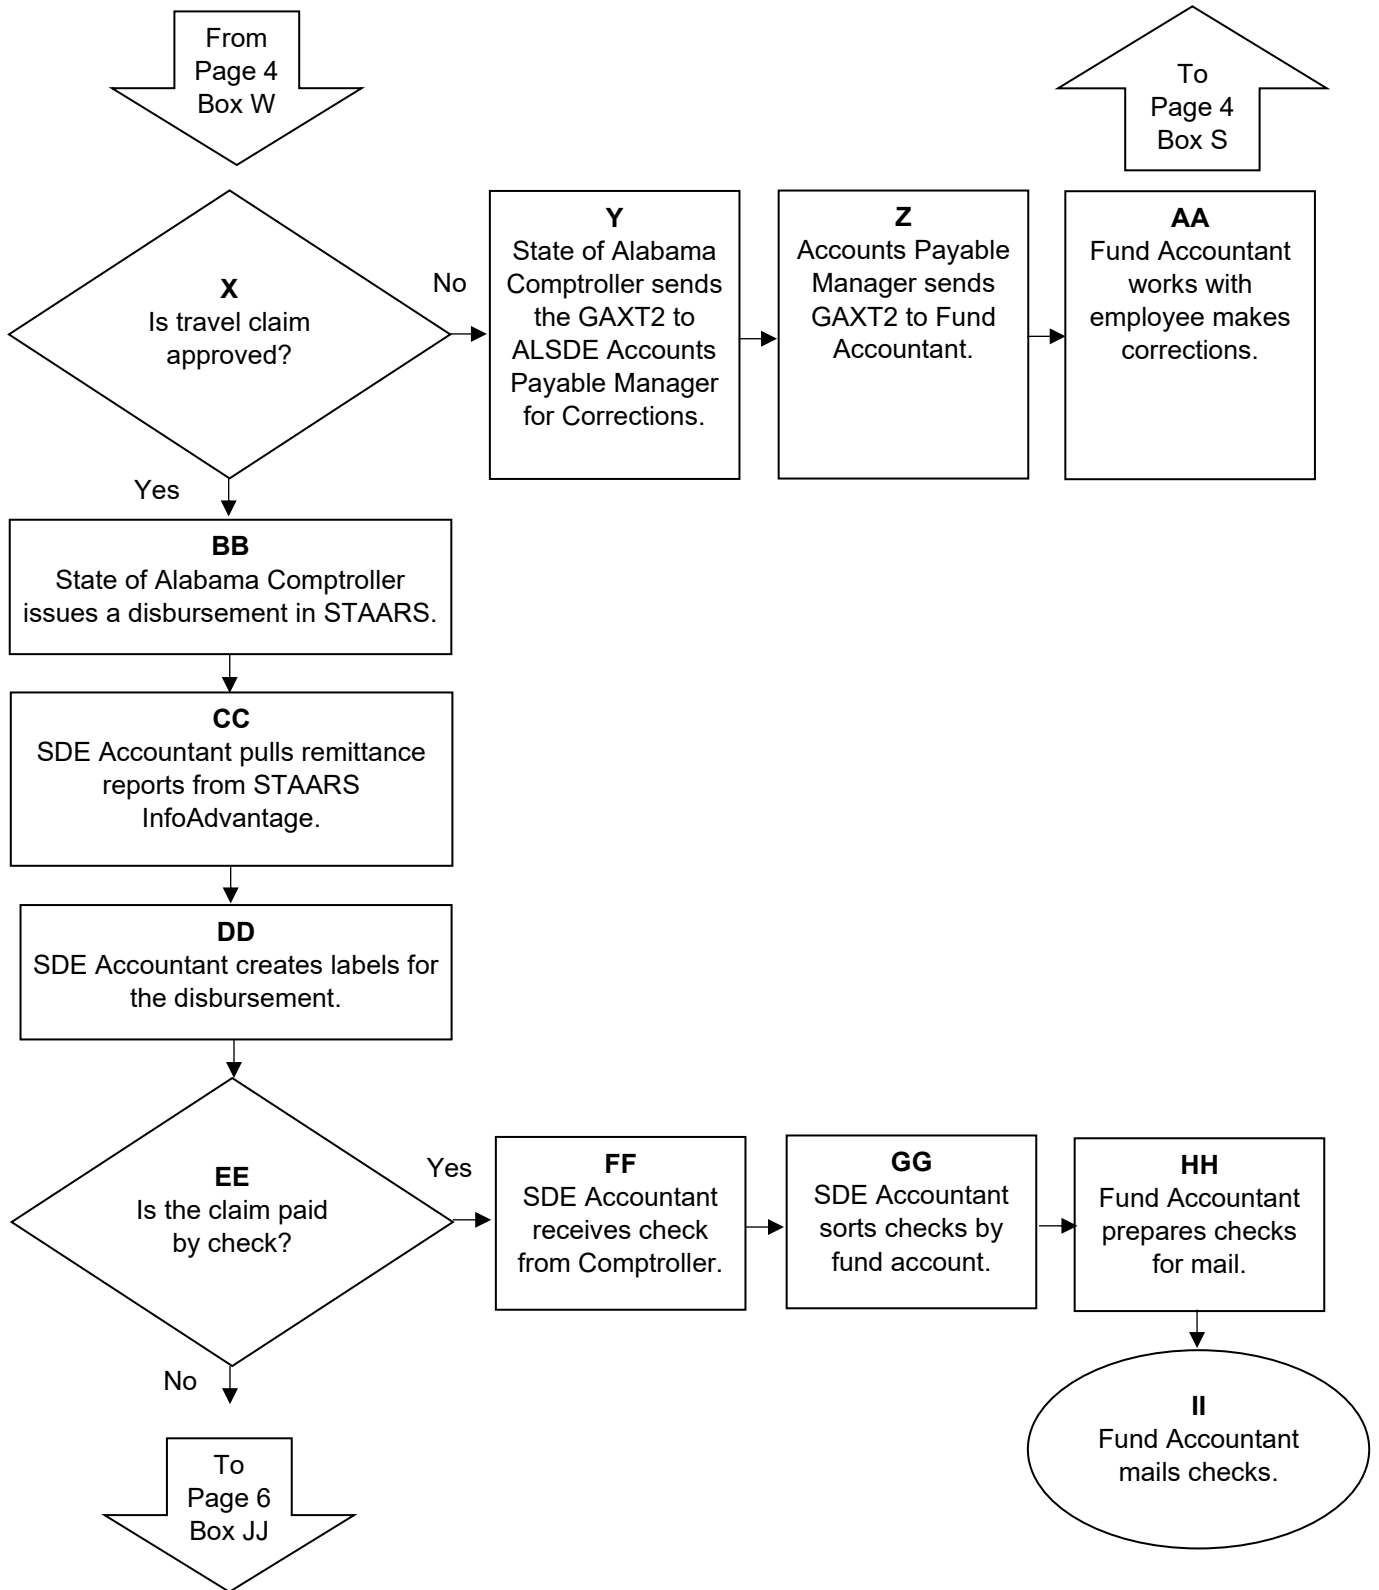 From
Page 4
Box W
To
Page 4
Box S
X
Is travel claim
approved?
No
Y
State of Alabama
Comptroller sends
the GAXT2 to
ALSDE Accounts
Payable Manager
for Corrections.
Z
Accounts Payable
Manager sends
GAXT2 to Fund
Accountant.
AA
Fund Accountant
works with
employee makes
corrections.
Yes
BB
State of Alabama Comptroller
issues a disbursement in STAARS.
CC
SDE Accountant pulls remittance
reports from STAARS
InfoAdvantage.
DD
SDE Accountant creates labels for
the disbursement.
EE
Is the claim paid
by check?
Yes
FF
SDE Accountant
receives check
from Comptroller.
GG
SDE Accountant
sorts checks by
fund account.
HH
Fund Accountant
prepares checks
for mail.
II
Fund Accountant
mails checks.
No
To
Page 6
Box JJ